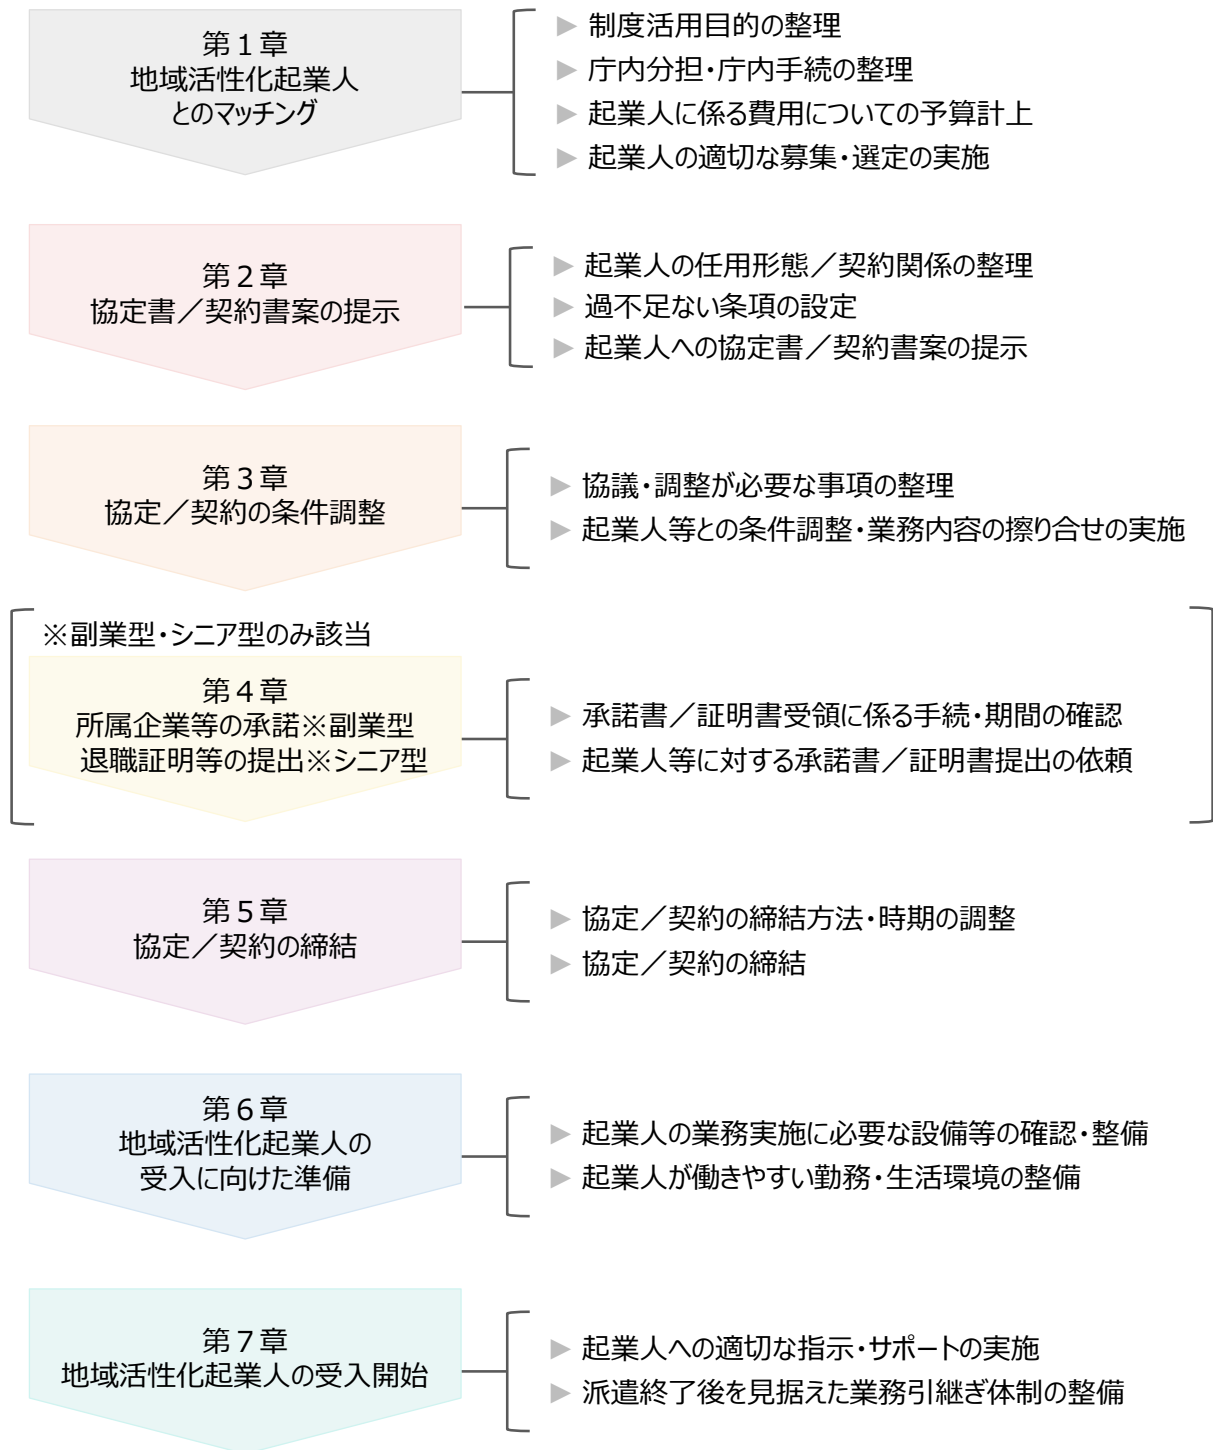 第1章
地域活性化起業人
とのマッチング
▶ 制度活用目的の整理
▶ 庁内分担・庁内手続の整理
▶ 起業人に係る費用についての予算計上
▶ 起業人の適切な募集・選定の実施
第2章
協定書／契約書案の提示
▶ 起業人の任用形態／契約関係の整理
▶ 過不足ない条項の設定
▶ 起業人への協定書／契約書案の提示
第3章
協定／契約の条件調整
▶ 協議・調整が必要な事項の整理
▶ 起業人等との条件調整・業務内容の擦り合せの実施
※副業型・シニア型のみ該当
第4章
所属企業等の承諾※副業型
退職証明等の提出※シニア型
▶ 承諾書／証明書受領に係る手続・期間の確認
▶ 起業人等に対する承諾書／証明書提出の依頼
第5章
協定／契約の締結
▶ 協定／契約の締結方法・時期の調整
▶ 協定／契約の締結
第6章
地域活性化起業人の
受入に向けた準備
▶ 起業人の業務実施に必要な設備等の確認・整備
▶ 起業人が働きやすい勤務・生活環境の整備
第7章
地域活性化起業人の受入開始
▶ 起業人への適切な指示・サポートの実施
▶ 派遣終了後を見据えた業務引継ぎ体制の整備